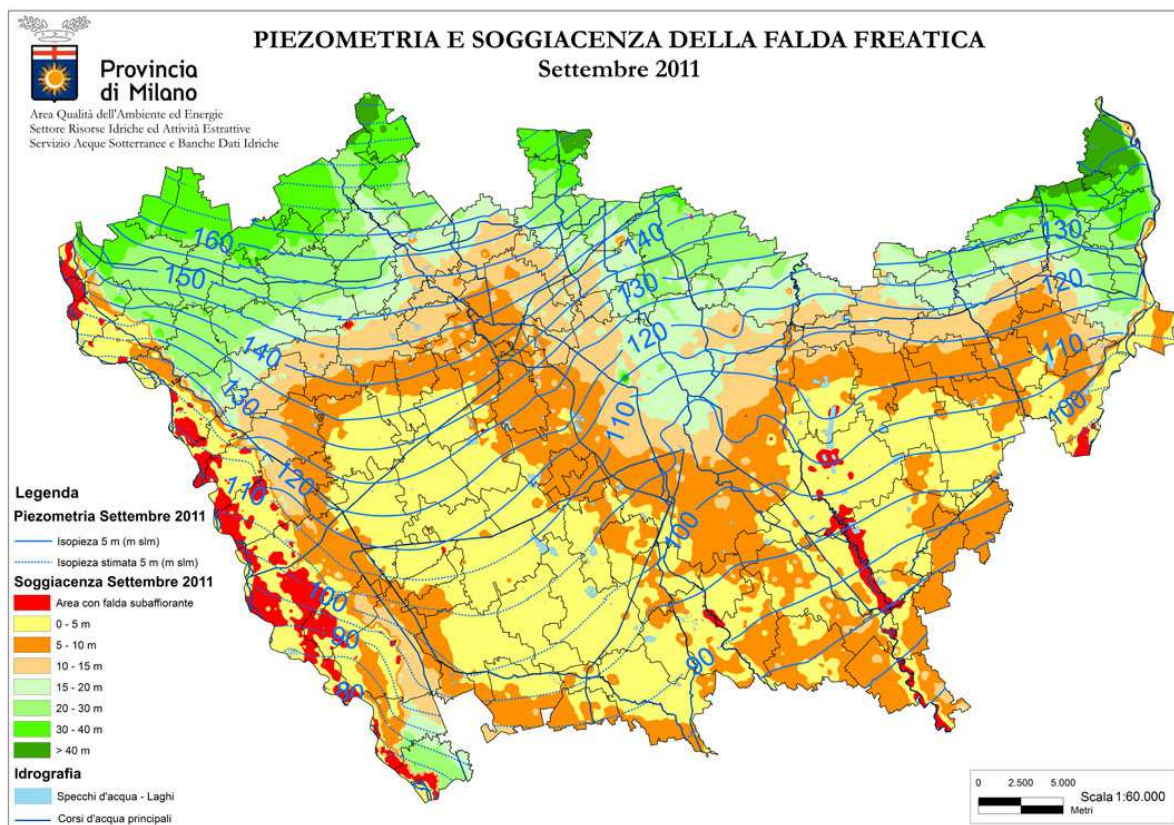 PIEZOMETRIA E SOGGIACENZA DELLA FALDA FREATICA
Settembre 2011
Provincia
di Milano
Area Qualità dell'Ambiente ed Energie
Settore Risorse Idriche ed Attività Estrattive
Servizio Acque Sotterranee e Banche Dati Idriche
160
150
140
130
120
110
100
90
80
140
130
120
110
100
90
130
120
110
100
Legenda
Piezometria Settembre 2011
Isopieza 5 m (m slm)
Isopieza stimata 5 m (m slm)
Soggiacenza Settembre 2011
Area con falda subaffiorante
0 - 5 m
5 - 10 m
10 - 15 m
15 - 20 m
20 - 30 m
30 - 40 m
> 40 m
Idrografia
Specchi d'acqua - Laghi
Corsi d'acqua principali
0 2.500 5.000
Metri
Scala 1:60.000